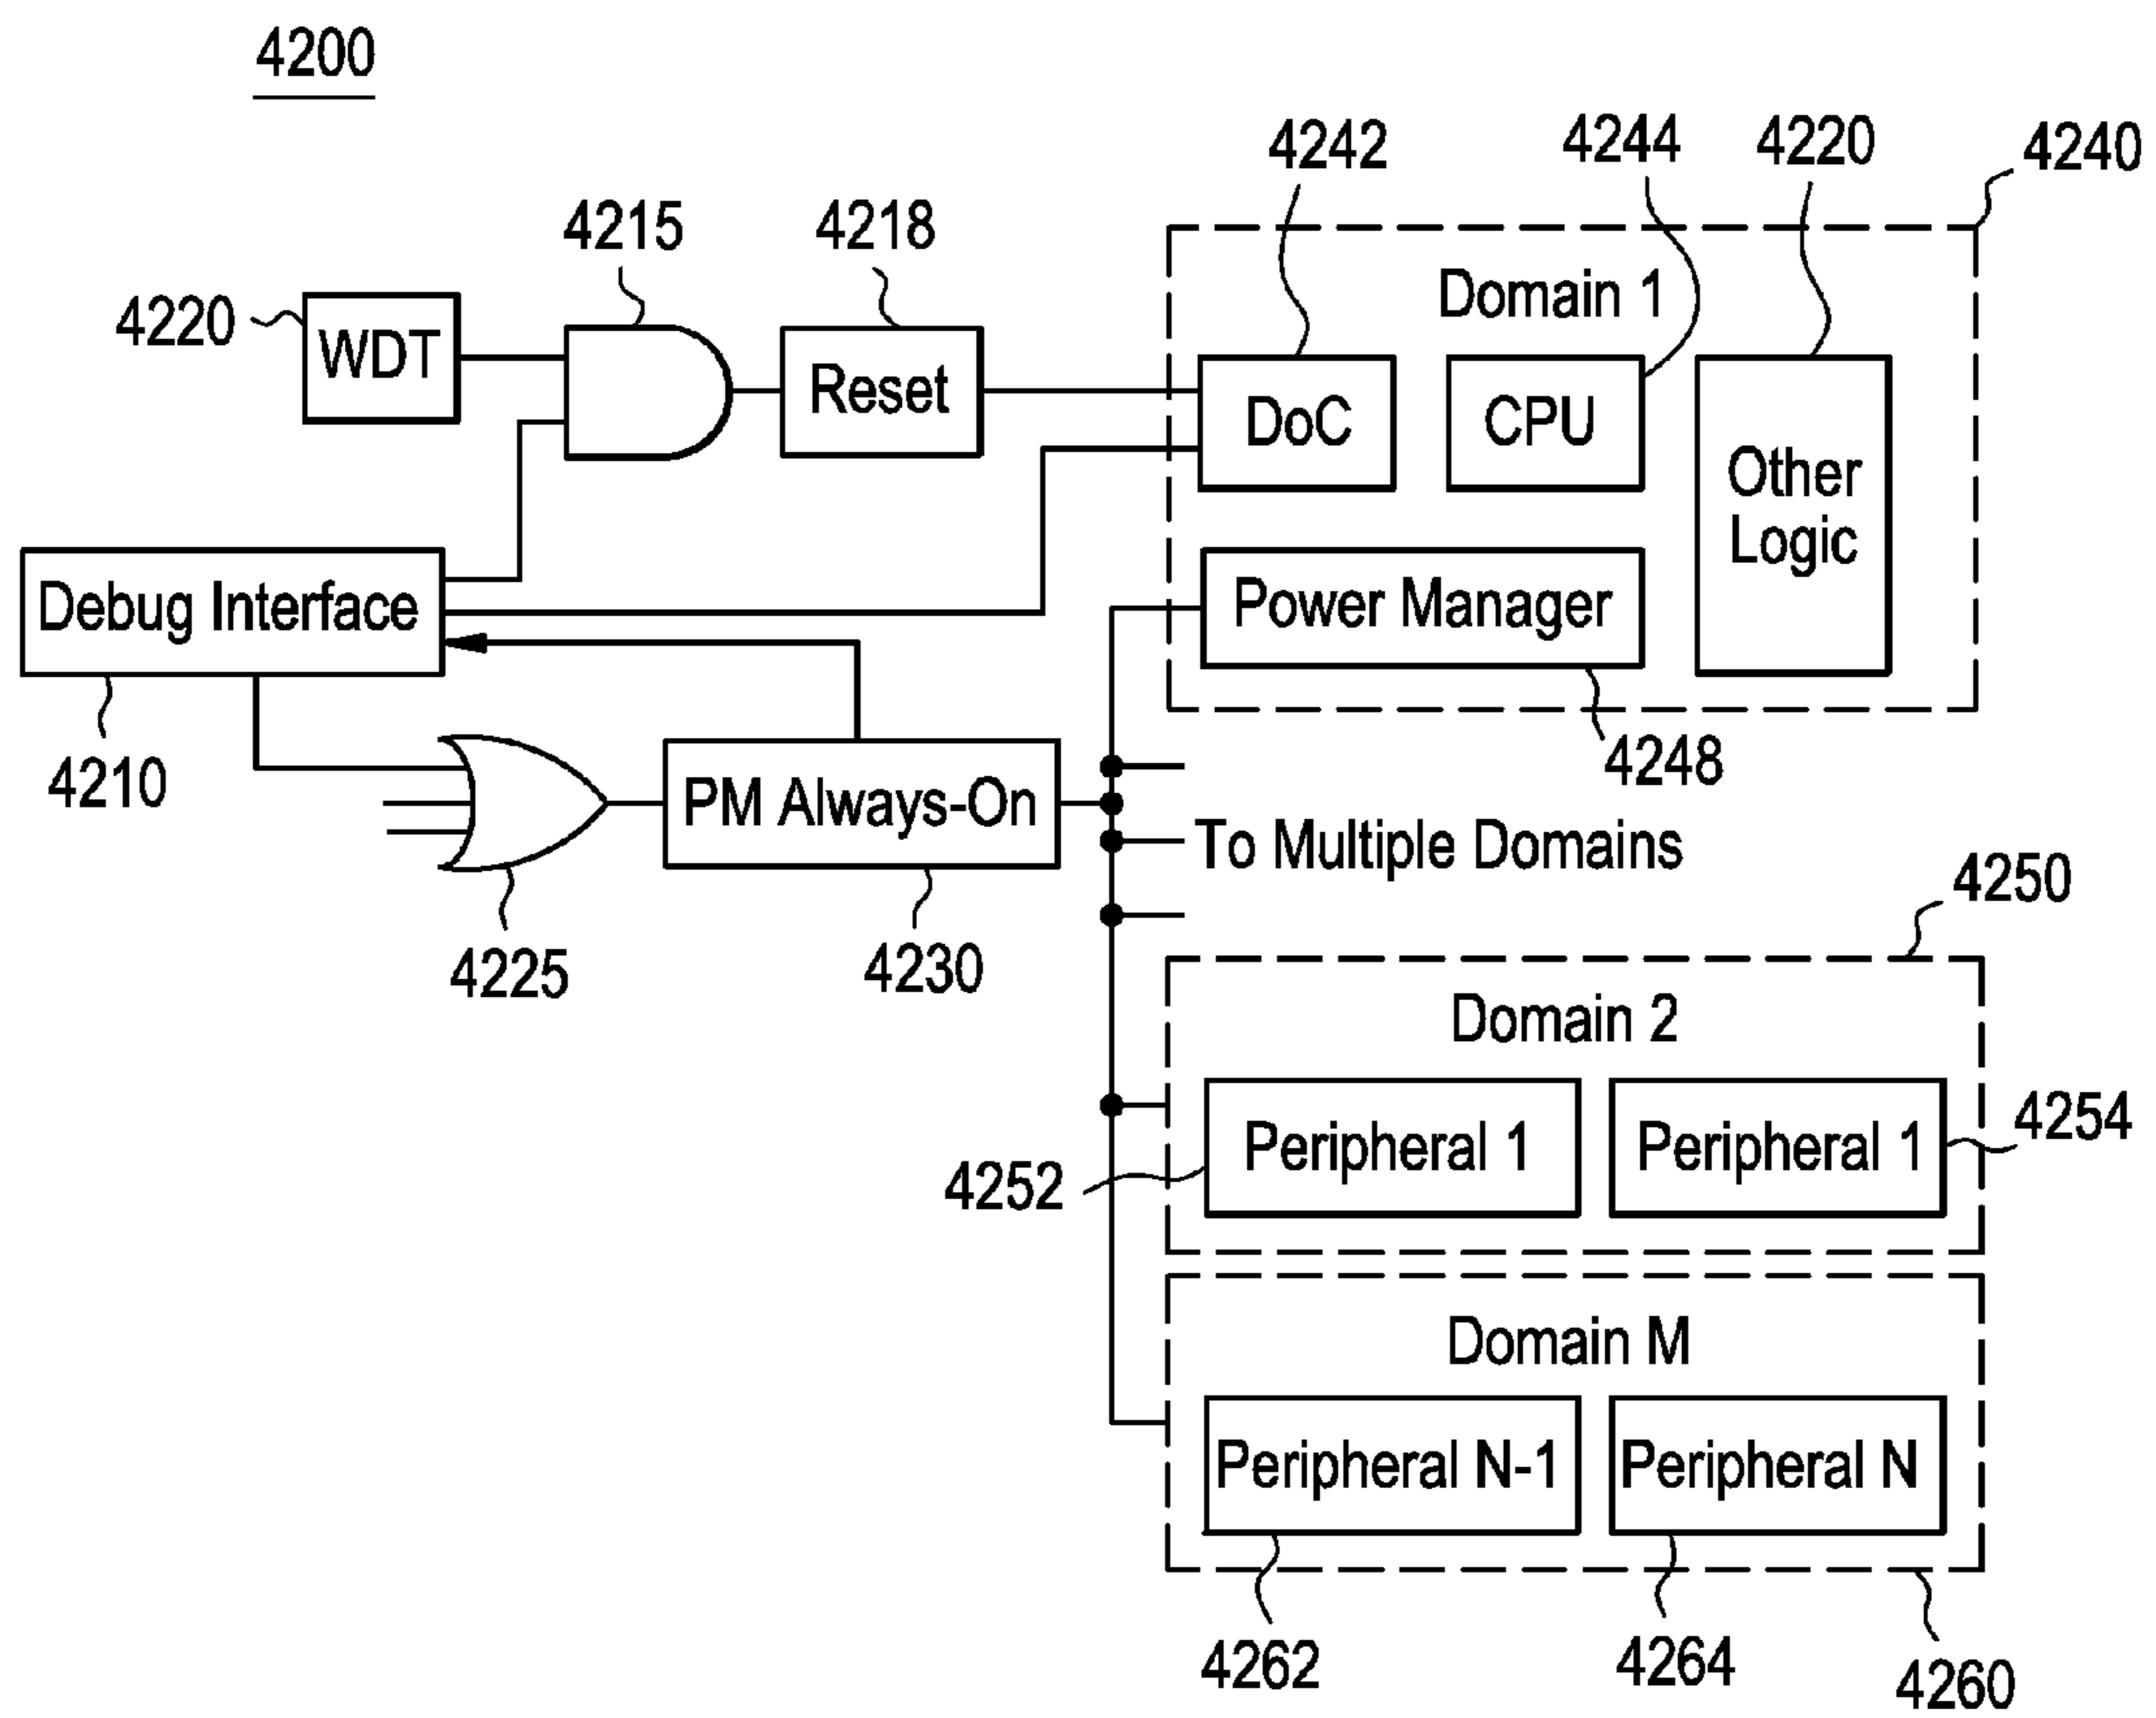 4200
4242
4244
4220
4240
4215
4218
4220
WDT
Reset
Domain 1
DoC
CPU
Other
Logic
Debug Interface
Power Manager
4210
4248
PM Always-On
To Multiple Domains
4225
4230
4250
Domain 2
Peripheral 1
Peripheral 1
4254
4252
Domain M
Peripheral N-1
Peripheral N
4262
4264
4260